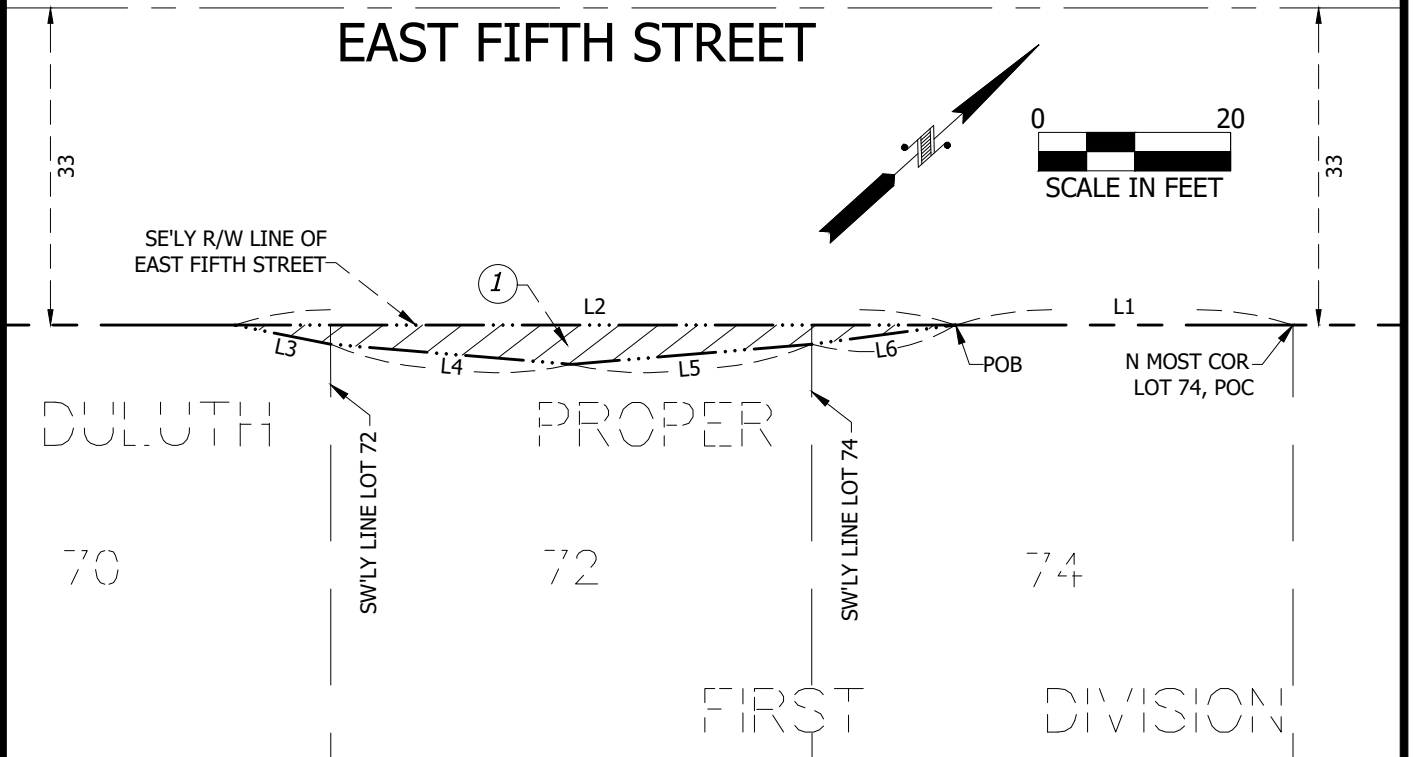 EAST FIFTH STREET
0 20
SCALE IN FEET
33
33
SE'LY R/W LINE OF
EAST FIFTH STREET
1
L2
L1
L3
L4
L5
L6
POB
N MOST COR
LOT 74, POC
DULUTH PROPER
SW'LY LINE LOT 72
SW'LY LINE LOT 74
70 72 74
FIRST DIVISION